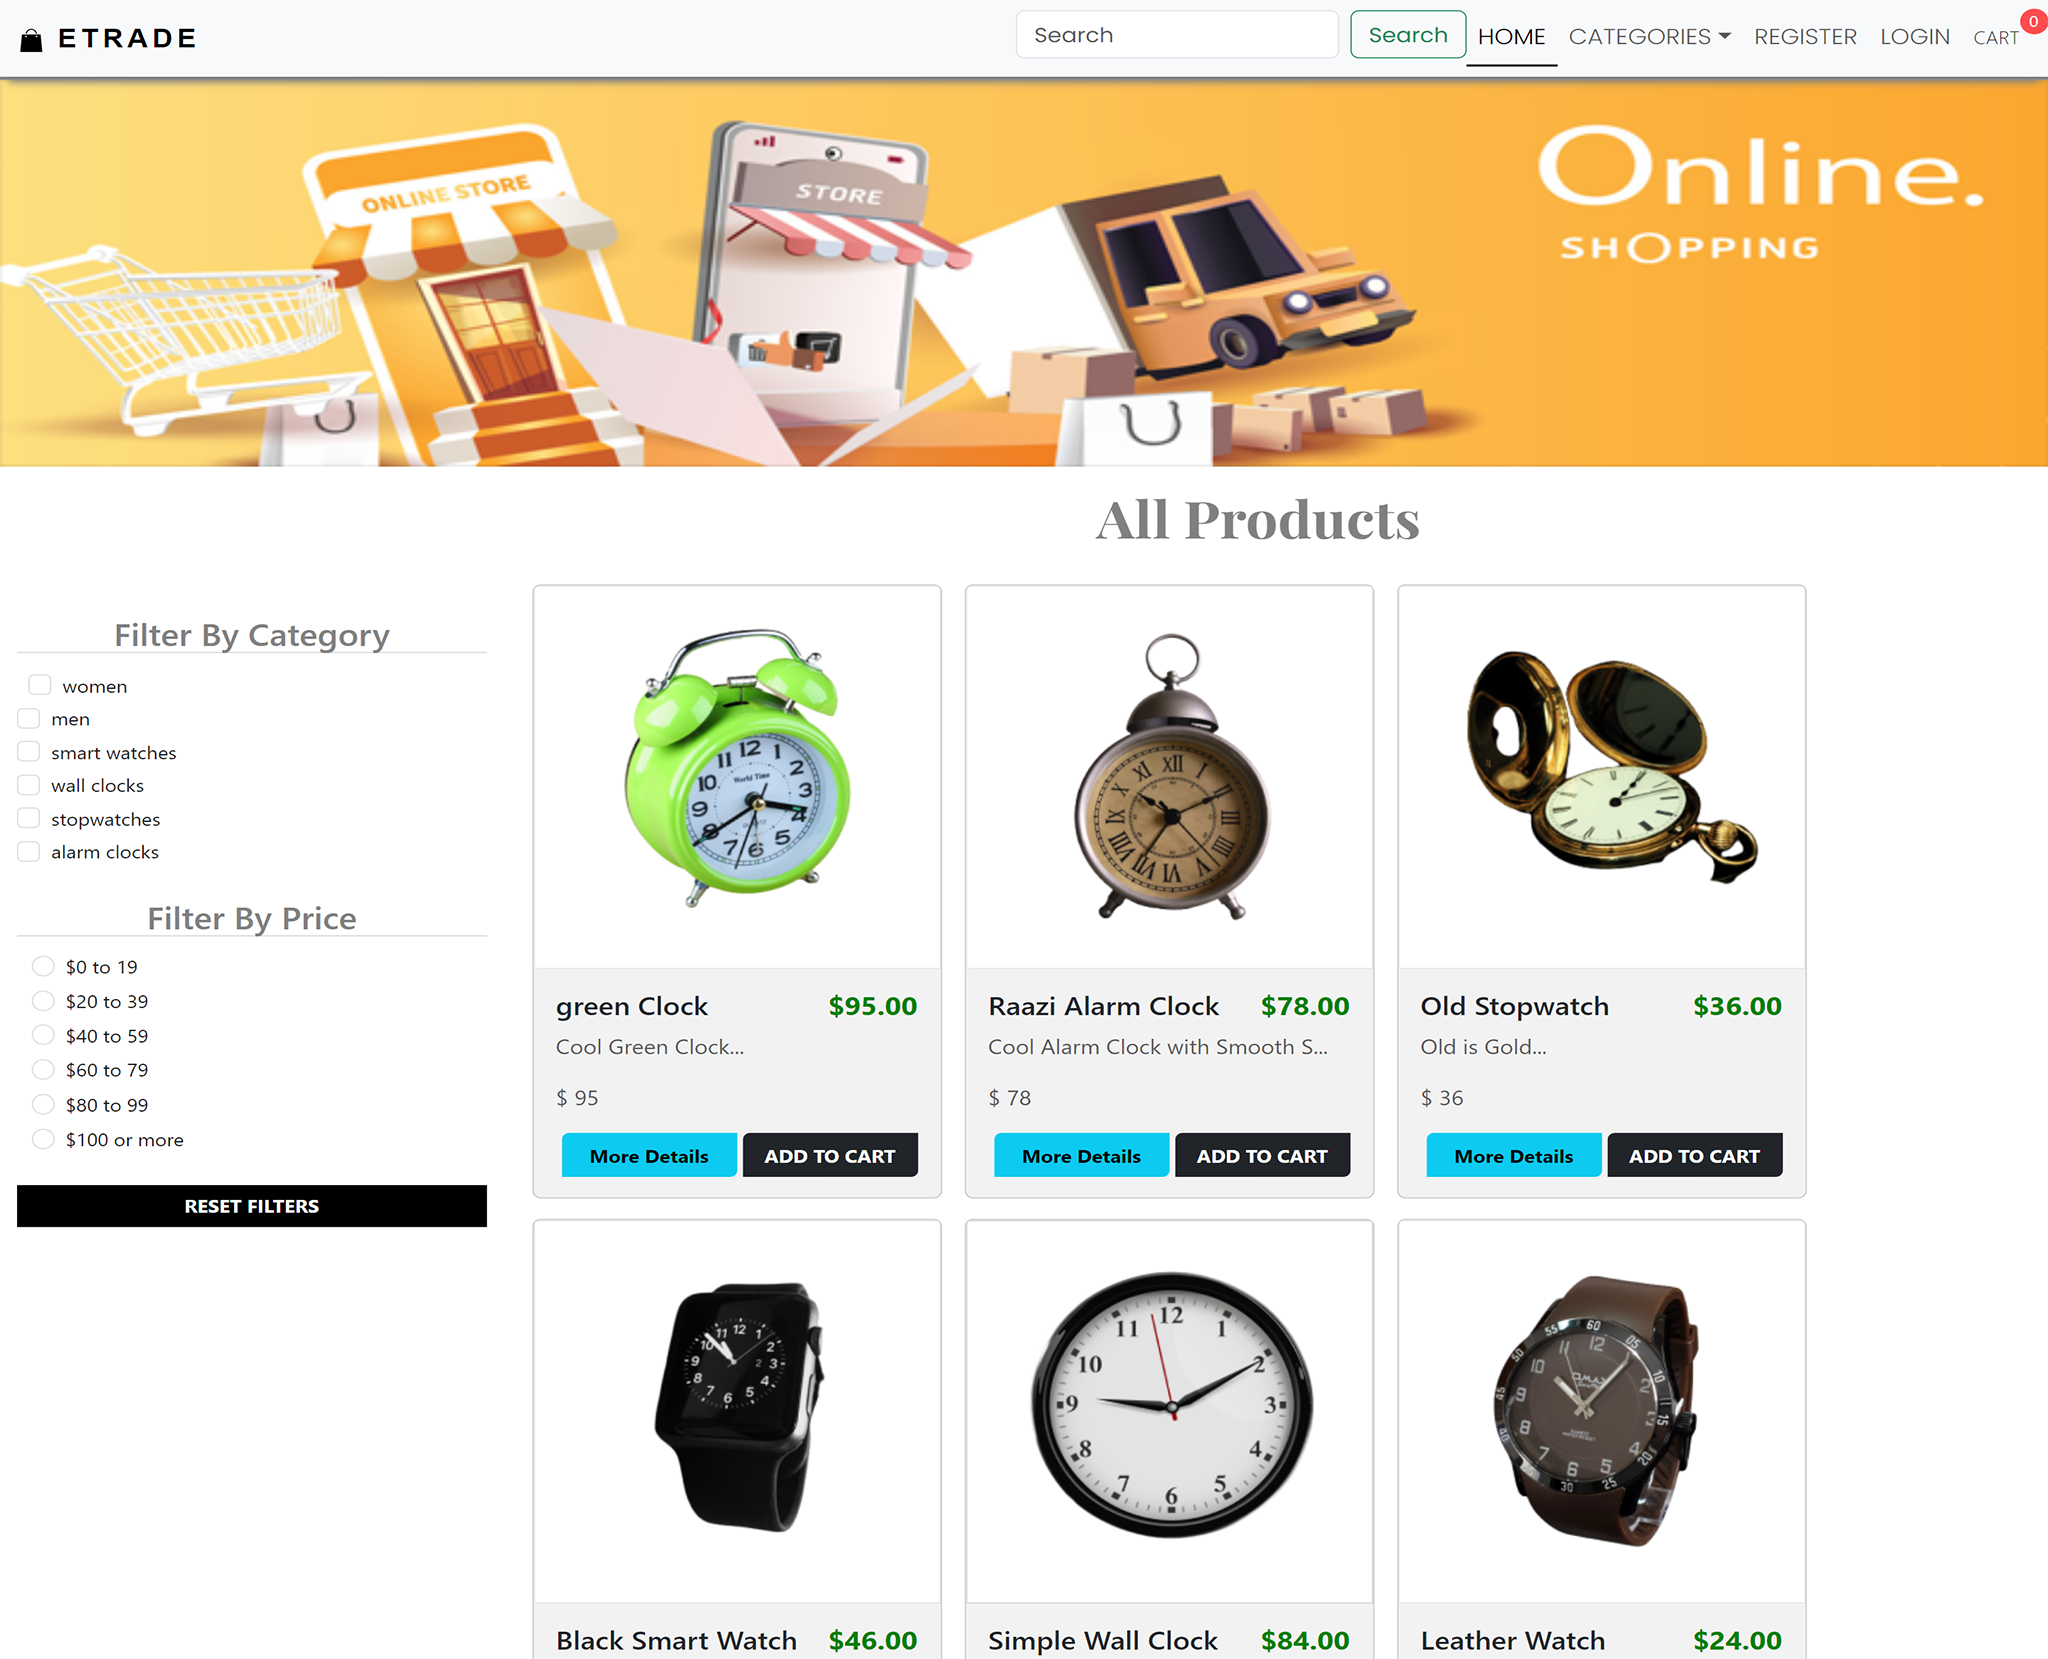 ETRADE
Search Search HOME CATEGORIES REGISTER LOGIN CART 0
ONLINE STORE
STORE
Online.
SHOPPING
All Products
Filter By Category
women
men
smart watches
wall clocks
stopwatches
alarm clocks
Filter By Price
$0 to 19
$20 to 39
$40 to 59
$60 to 79
$80 to 99
$100 or more
RESET FILTERS
World Time
green Clock $95.00
Cool Green Clock...
$ 95
More Details ADD TO CART
Raazi Alarm Clock $78.00
Cool Alarm Clock with Smooth S...
$ 78
More Details ADD TO CART
Old Stopwatch $36.00
Old is Gold...
$ 36
More Details ADD TO CART
Black Smart Watch $46.00
Simple Wall Clock $84.00
OMAX
Leather Watch $24.00